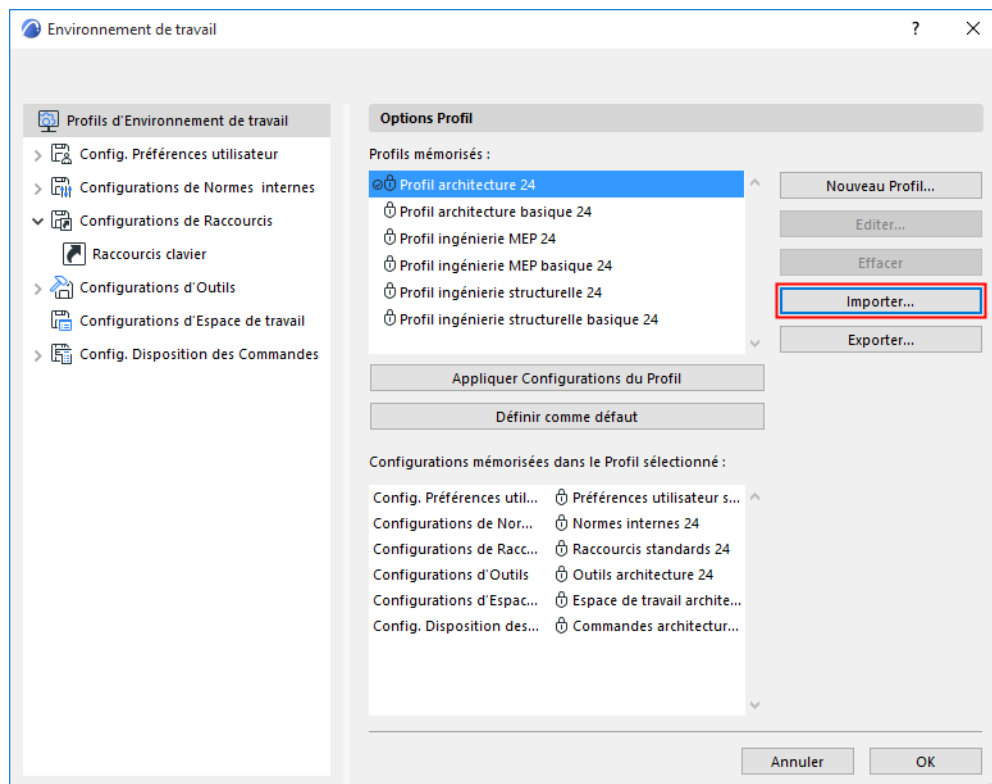 Environnement de travail
?
Profils d'Environnement de travail
Config. Préférences utilisateur
Configurations de Normes internes
Configurations de Raccourcis
Raccourcis clavier
Configurations d'Outils
Configurations d'Espace de travail
Config. Disposition des Commandes
Options Profil
Profils mémorisés :
Profil architecture 24
Profil architecture basique 24
Profil ingénierie MEP 24
Profil ingénierie MEP basique 24
Profil ingénierie structurelle 24
Profil ingénierie structurelle basique 24
Nouveau Profil...
Editer...
Effacer
Importer...
Exporter...
Appliquer Configurations du Profil
Définir comme défaut
Configurations mémorisées dans le Profil sélectionné :
Config. Préférences util... Préférences utilisateur s...
Configurations de Nor... Normes internes 24
Configurations de Racc... Raccourcis standards 24
Configurations d'Outils Outils architecture 24
Configurations d'Espac... Espace de travail archite...
Config. Disposition des... Commandes architectur...
Annuler OK